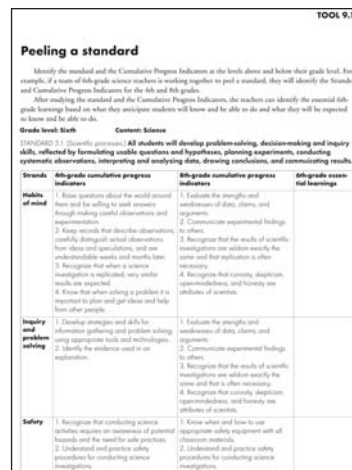 TOOL 9.1
Peeling a standard
Identify the standard and the Cumulative Progress Indicators at the levels above and below their grade level. For
example, if a team of 6th-grade science teachers is working together to peel a standard, they will identify the Strands
and Cumulative Progress Indicators for the 4th and 8th grades.
After studying the standard and the Cumulative Progress Indicators, the teachers can identify the essential 6th-
grade learnings based on what they anticipate students will know and be able to do and what they will be expected
to know and be able to do.
Grade level: Sixth Content: Science
STANDARD 5.1 (Scientific processes) All students will develop problem-solving, decision-making and inquiry
skills, reflected by formulating usable questions and hypotheses, planning experiments, conducting
systematic observations, interpreting and analyzing data, drawing conclusions, and communicating results.
Strands
4th-grade cumulative progress
indicators
8th-grade cumulative progress
indicators
6th-grade essen-
tial learnings
Habits
of mind
1. Raise questions about the world around
them and be willing to seek answers
through making careful observations and
experimentation.
2. Keep records that describe observations,
carefully distinguish actual observations
from ideas and speculations, and are
understandable weeks and months later.
3. Recognize that when a science
investigation is replicated, very similar
results are expected.
4. Know that when solving a problem it is
important to plan and get ideas and help
from other people.
1. Evaluate the strengths and
weaknesses of data, claims, and
arguments.
2. Communicate experimental findings
to others.
3. Recognize that the results of scientific
investigations are seldom exactly the
same and that replication is often
necessary.
4. Recognize that curiosity, skepticism,
open-mindedness, and honesty are
attributes of scientists.
Inquiry
and
problem
solving
1. Develop strategies and skills for
information gathering and problem solving,
using appropriate tools and technologies.
2. Identify the evidence used in an
explanation.
1. Evaluate the strengths and
weaknesses of data, claims, and
arguments.
2. Communicate experimental findings
to others.
3. Recognize that the results of scientific
investigations are seldom exactly the
same and that is often necessary.
4. Recognize that curiosity, skepticism,
open-mindedness, and honesty are
attributes of scientists.
Safety
1. Recognize that conducting science
activities requires an awareness of potential
hazards and the need for safe practices.
2. Understand and practice safety
procedures for conducting science
investigations.
1. Know when and how to use
appropriate safety equipment with all
classroom materials.
2. Understand and practice safety
procedures for conducting science
investigations.